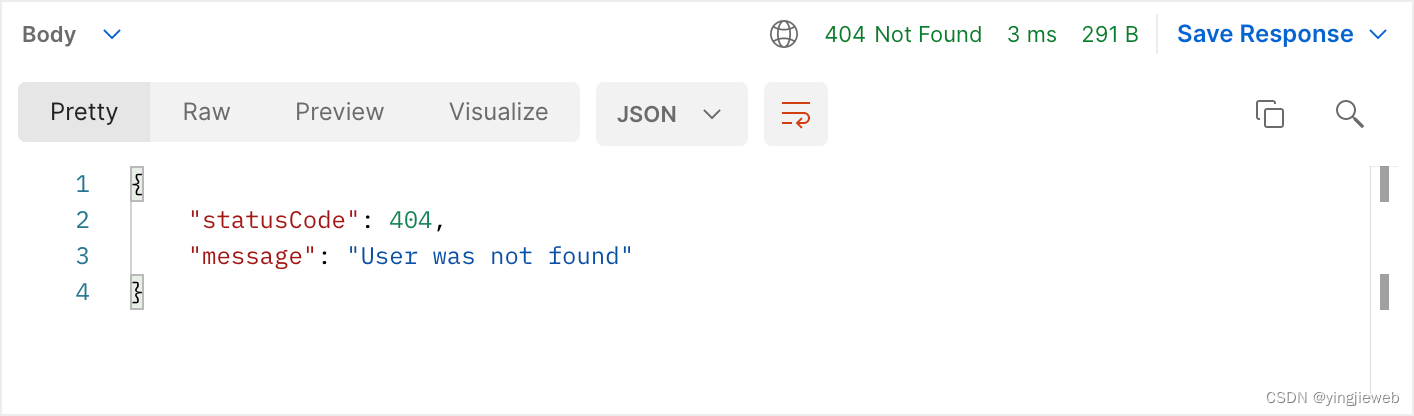 Body 404 Not Found 3 ms 291 B Save Response
Pretty Raw Preview Visualize JSON
1 {
2 "statusCode": 404,
3 "message": "User was not found"
4 }
CSDN @yingjieweb